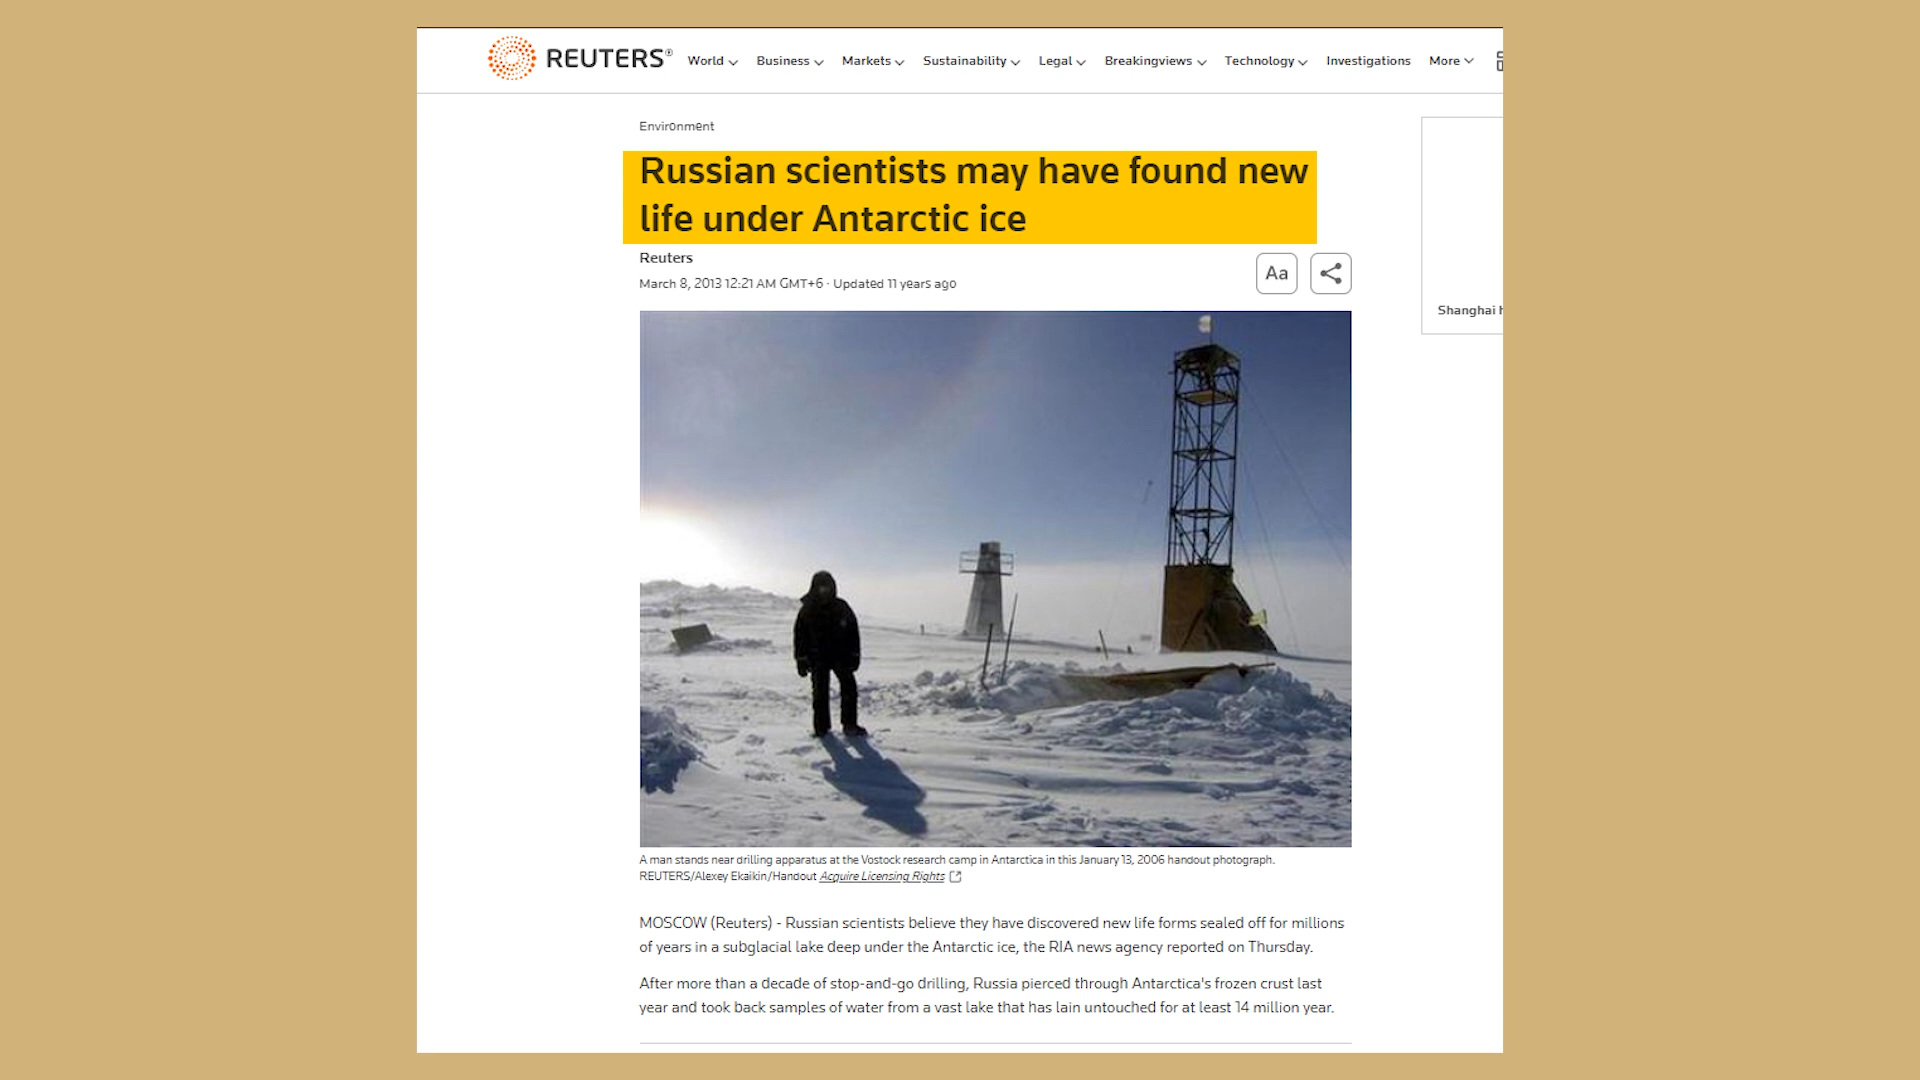 REUTERS®
World Business Markets Sustainability Legal Breakingviews Technology Investigations More
Environment
Russian scientists may have found new
life under Antarctic ice
Reuters
March 8, 2013 12:21 AM GMT+6 · Updated 11 years ago
Aa
Shanghai
A man stands near drilling apparatus at the Vostock research camp in Antarctica in this January 13, 2006 handout photograph.
REUTERS/Alexey Ekaikin/Handout Acquire Licensing Rights
MOSCOW (Reuters) - Russian scientists believe they have discovered new life forms sealed off for millions
of years in a subglacial lake deep under the Antarctic ice, the RIA news agency reported on Thursday.
After more than a decade of stop-and-go drilling, Russia pierced through Antarctica's frozen crust last
year and took back samples of water from a vast lake that has lain untouched for at least 14 million year.